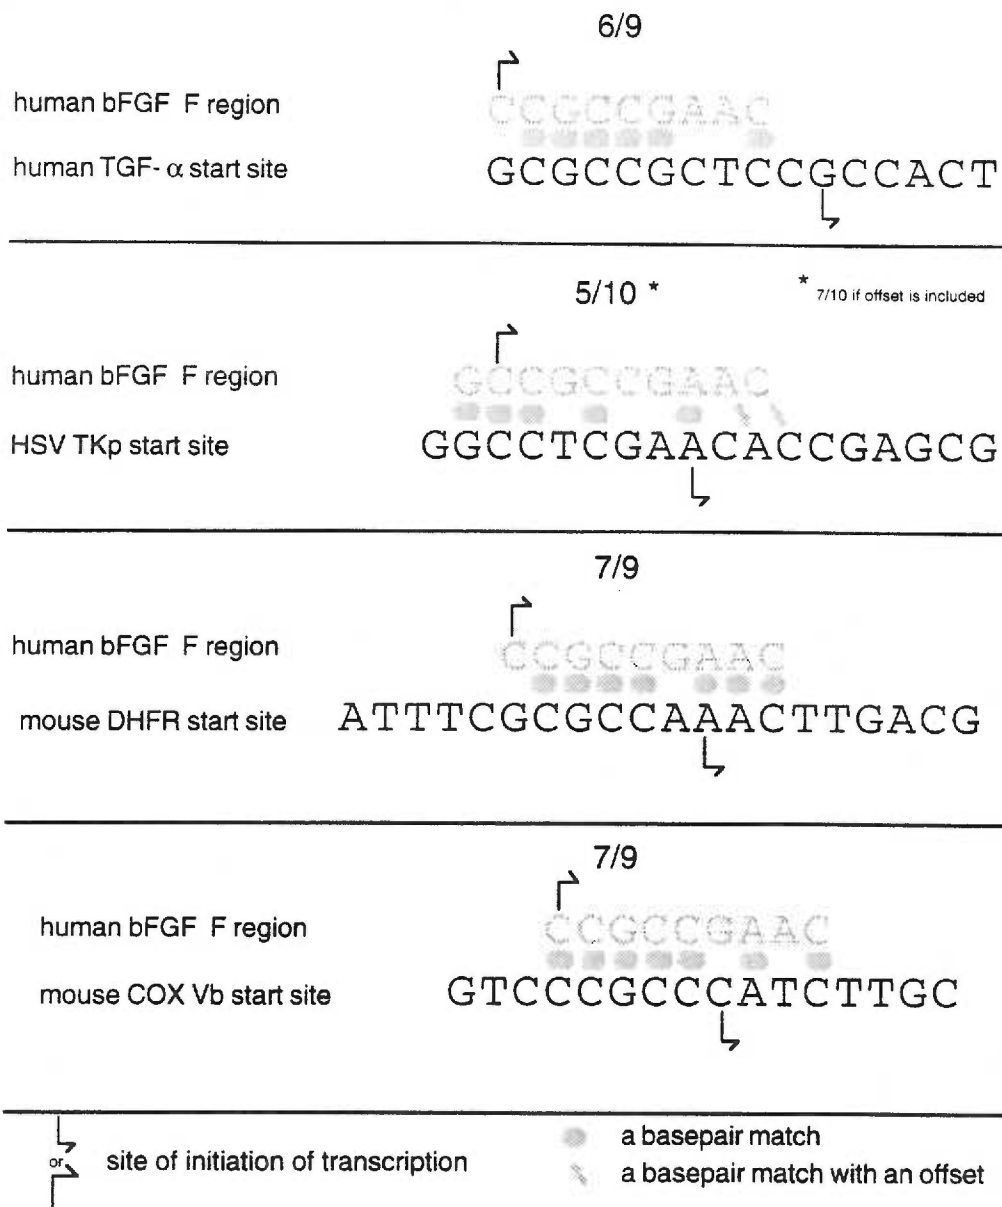 6/9
human bFGF F region CCGCCGAAC
human TGF- α start site GCGCCGCTCCGCCACT
5/10 * * 7/10 if offset is included
human bFGF F region GCCGCCGAAC
HSV TKp start site GGCCTCGAACACCGAGCG
7/9
human bFGF F region CCGCCGAAC
mouse DHFR start site ATTTCGCGCCAAACTTGACG
7/9
human bFGF F region CCGCCGAAC
mouse COX Vb start site GTCCCGCCCATCTTGC
or site of initiation of transcription
a basepair match
a basepair match with an offset